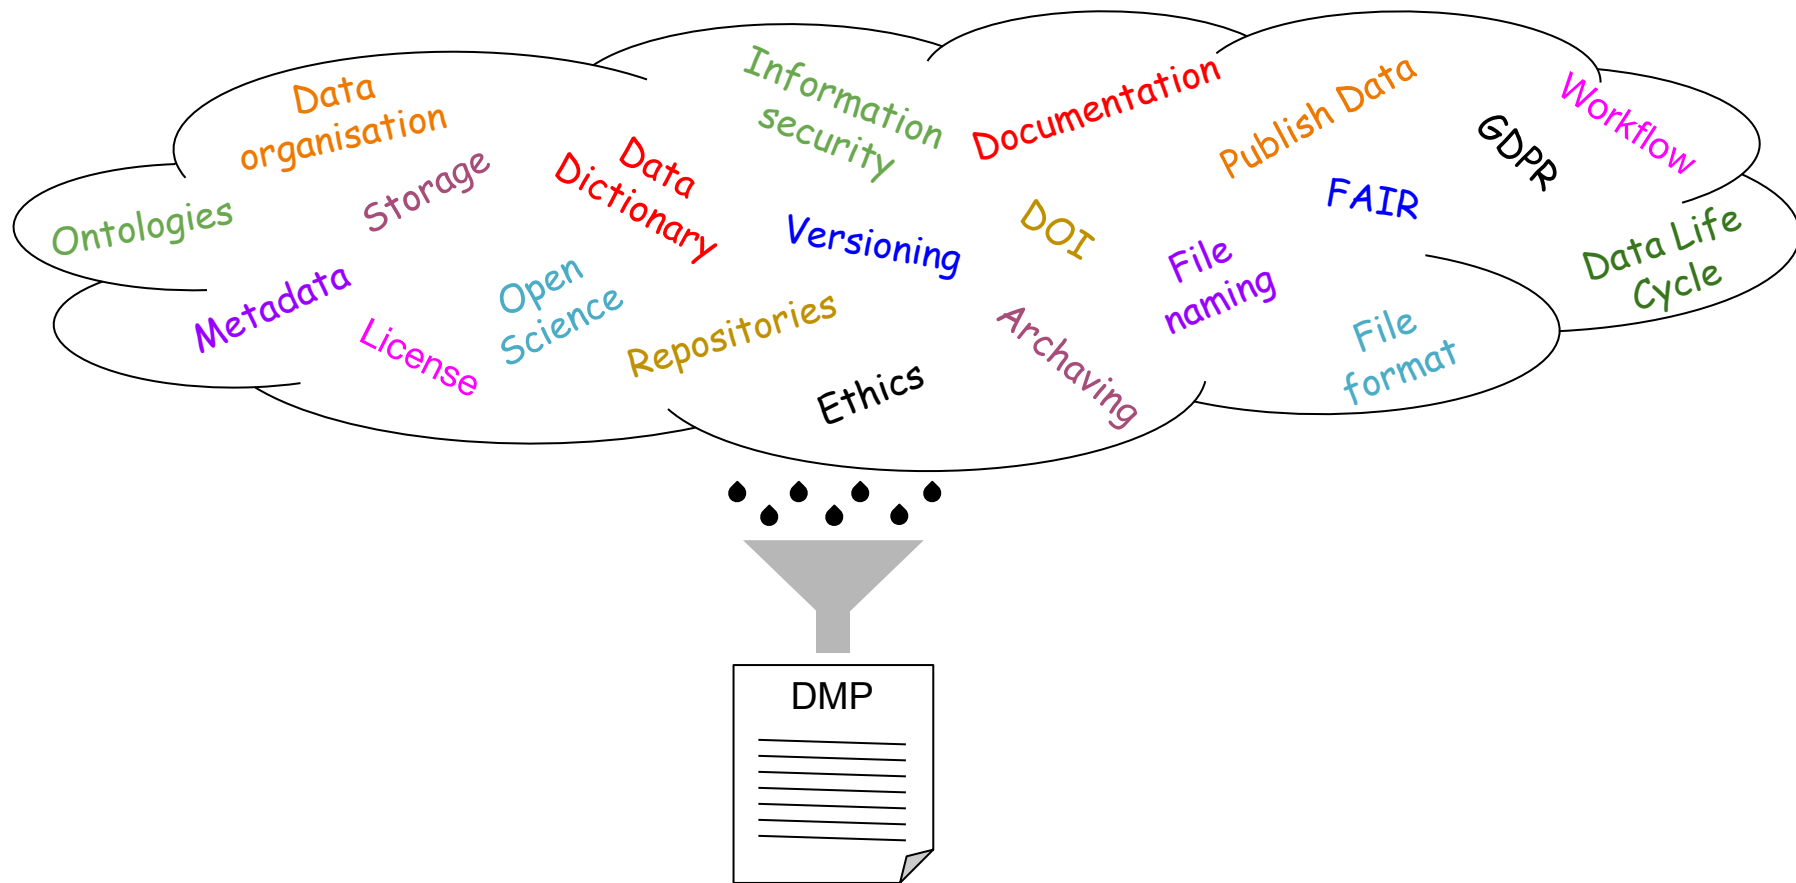 Data
organisation
Information
security
Documentation
Publish Data
Workflow
GDPR
Storage
Data
Dictionary
Ontologies
Versioning
DOI
FAIR
File
naming
Data Life
Cycle
Metadata
License
Open
Science
Repositories
Ethics
Archaving
File
format
DMP